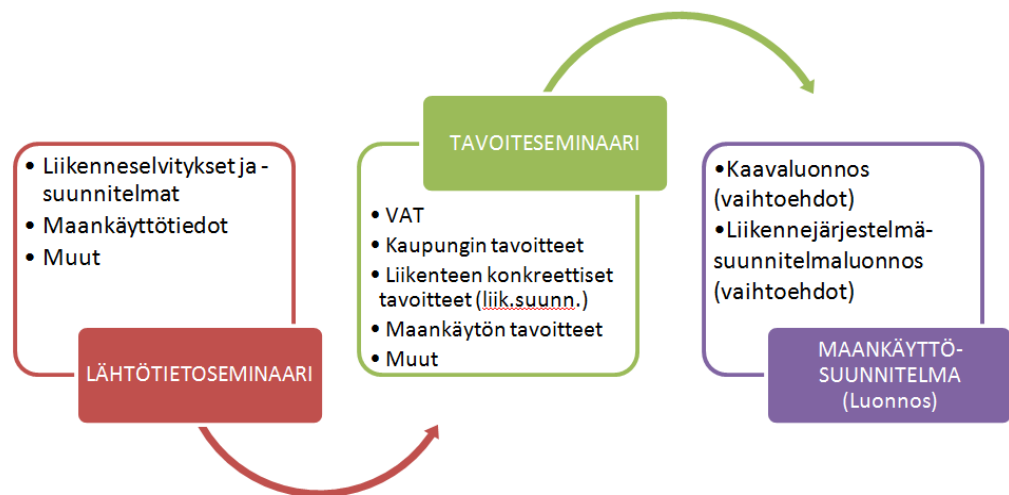 • Liikenneselvitykset ja -
suunnitelmat
• Maankäyttötiedot
• Muut
LÄHTÖTIETOSEMINAARI
TAVOITESEMINAARI
• VAT
• Kaupungin tavoitteet
• Liikenteen konkreettiset
tavoitteet (liik.suunn.)
• Maankäytön tavoitteet
• Muut
•Kaavaluonnos
(vaihtoehdot)
•Liikennejärjestelmä-
suunnitelmaluonnos
(vaihtoehdot)
MAANKÄYTTÖ-
SUUNNITELMA
(Luonnos)